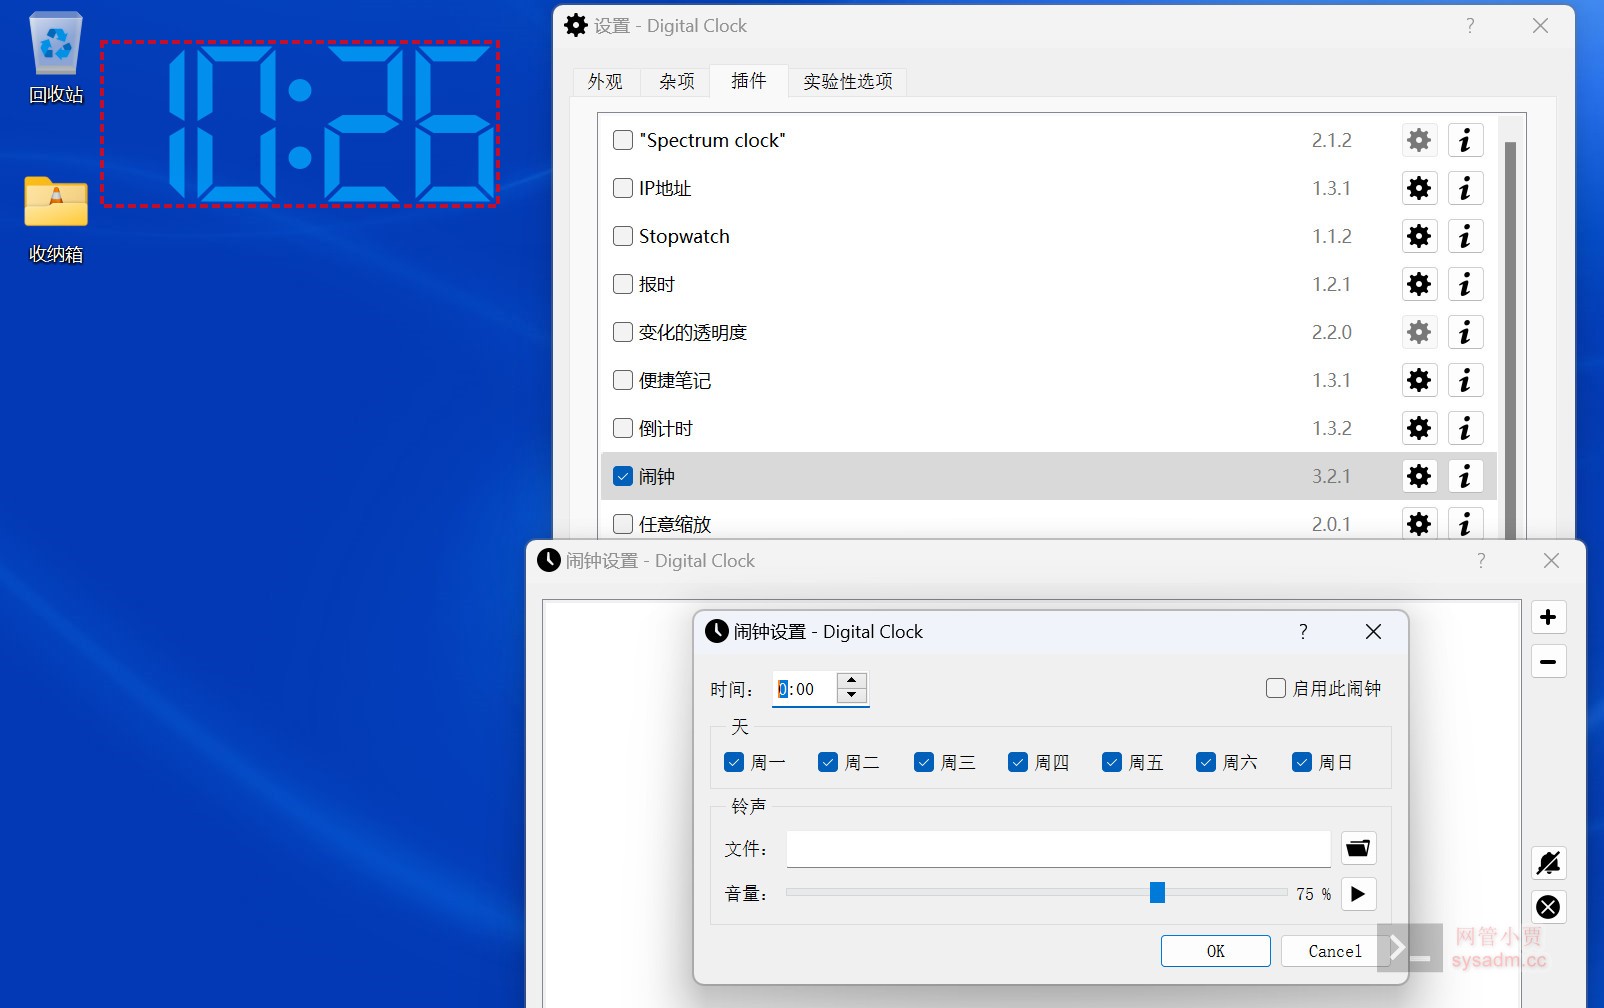 回收站
10:26
收纳箱
设置 - Digital Clock
?
外观 杂项 插件 实验性选项
"Spectrum clock" 2.1.2
IP地址 1.3.1
Stopwatch 1.1.2
报时 1.2.1
变化的透明度 2.2.0
便捷笔记 1.3.1
倒计时 1.3.2
闹钟 3.2.1
任意缩放 2.0.1
闹钟设置 - Digital Clock
?
闹钟设置 - Digital Clock
?
时间: 0:00 启用此闹钟
天
周一 周二 周三 周四 周五 周六 周日
铃声
文件:
音量: 75 %
OK Cancel
网管小贾
sysadm.cc